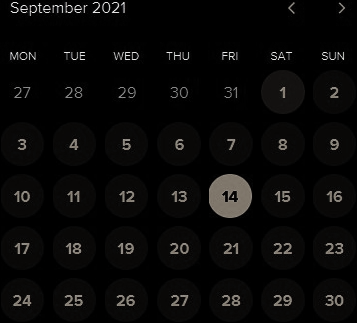 September 2021
MON TUE WED THU FRI SAT SUN
27 28 29 30 31 1 2
3 4 5 6 7 8 9
10 11 12 13 14 15 16
17 18 19 20 21 22 23
24 25 26 27 28 29 30